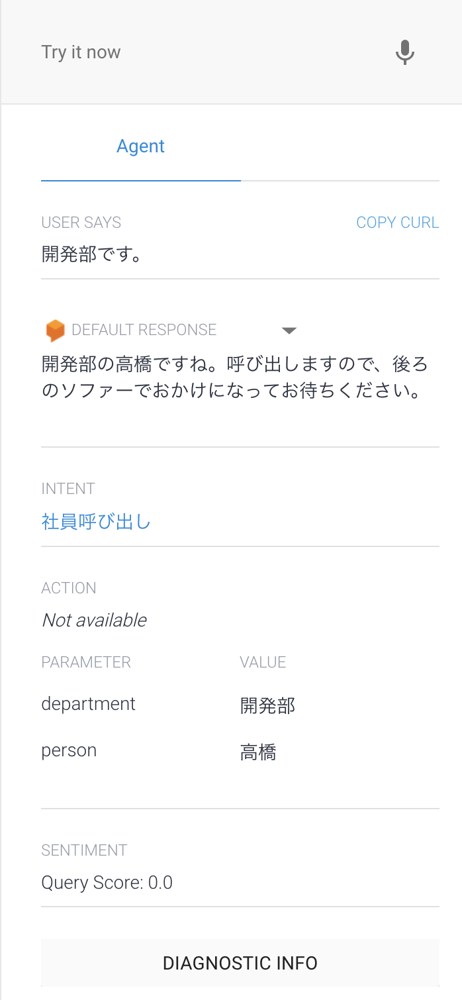 Try it now
Agent
USER SAYS
COPY CURL
開発部です。
DEFAULT RESPONSE
開発部の高橋ですね。呼び出しますので、後ろ
のソファーでおかけになってお待ちください。
INTENT
社員呼び出し
ACTION
Not available
PARAMETER
VALUE
department
開発部
person
高橋
SENTIMENT
Query Score: 0.0
DIAGNOSTIC INFO